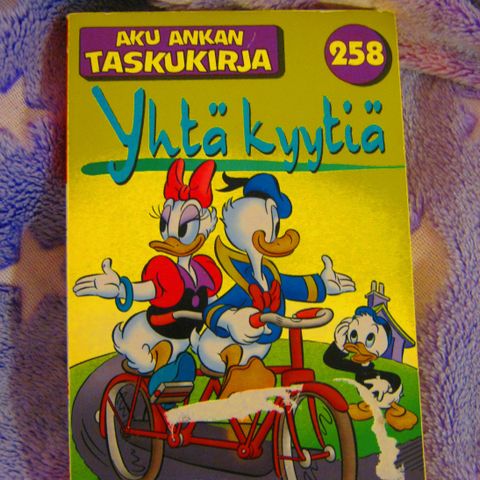 AKU ANKAN
TASKUKIRJA
258
Yhtä kyytiä